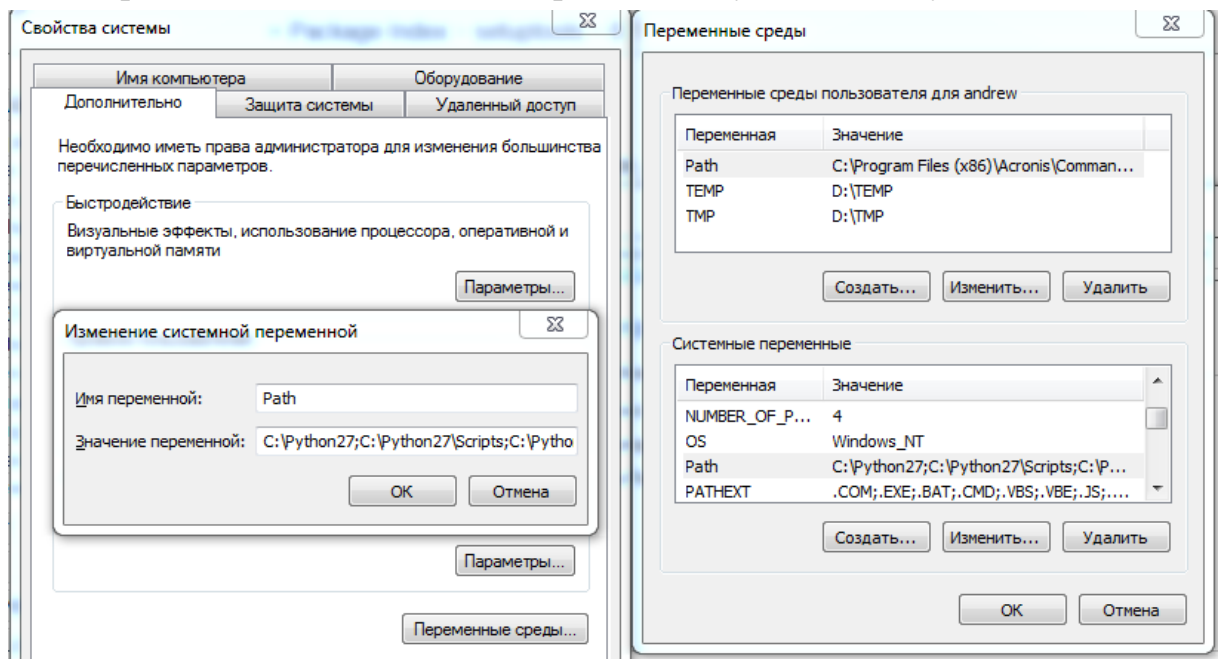 Свойства системы
Имя компьютера
Оборудование
Дополнительно
Защита системы
Удаленный доступ
Необходимо иметь права администратора для изменения большинства
перечисленных параметров.
Быстродействие
Визуальные эффекты, использование процессора, оперативной и
виртуальной памяти
Параметры...
Изменение системной переменной
Имя переменной:
Path
Значение переменной:
C:\Python27;C:\Python27\Scripts;C:\Pytho
OK
Отмена
Параметры...
Переменные среды...
Переменные среды
Переменные среды пользователя для andrew
Переменная Значение
Path C:\Program Files (x86)\Acronis\Comman...
TEMP D:\TEMP
TMP D:\TMP
Создать... Изменить... Удалить
Системные переменные
Переменная Значение
NUMBER_OF_P... 4
OS Windows_NT
Path C:\Python27;C:\Python27\Scripts;C:\P...
PATHEXT .COM;.EXE;.BAT;.CMD;.VBS;.VBE;.JS;....
Создать... Изменить... Удалить
OK Отмена